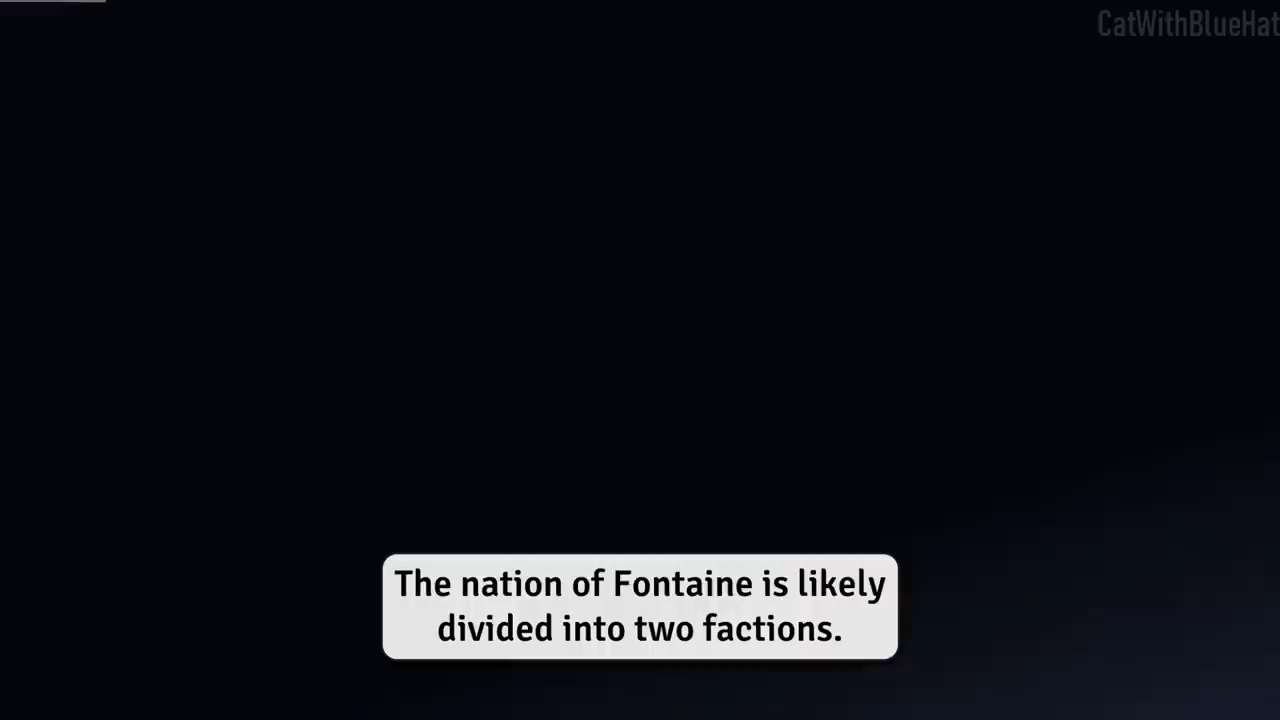 CatWithBlueHat
The nation of Fontaine is likely
divided into two factions.